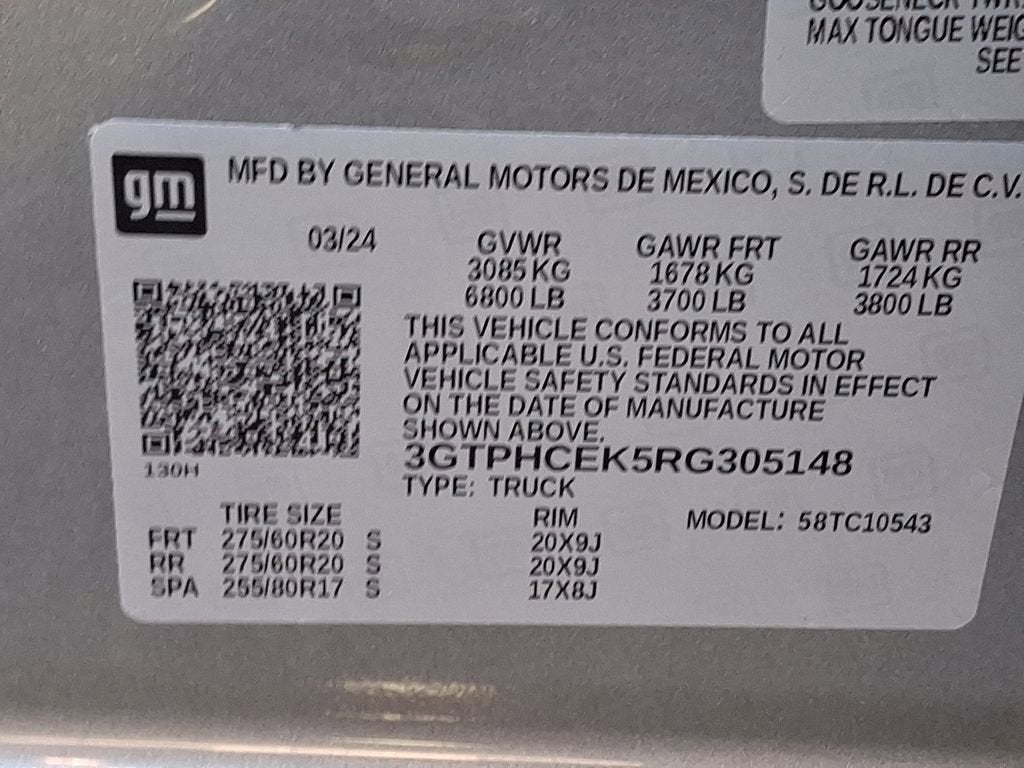 GOOSENECK
MAX TONGUE
SEE
gm
MFD BY GENERAL MOTORS DE MEXICO, S. DE R.L. DE C.V.
03/24 GVWR GAWR FRT GAWR RR
3085 KG 1678 KG 1724 KG
6800 LB 3700 LB 3800 LB
THIS VEHICLE CONFORMS TO ALL
APPLICABLE U.S. FEDERAL MOTOR
VEHICLE SAFETY STANDARDS IN EFFECT
ON THE DATE OF MANUFACTURE
SHOWN ABOVE.
3GTPHCEK5RG305148
130H
TYPE: TRUCK
TIRE SIZE RIM MODEL: 58TC10543
FRT 275/60R20 S 20X9J
RR 275/60R20 S 20X9J
SPA 255/80R17 S 17X8J